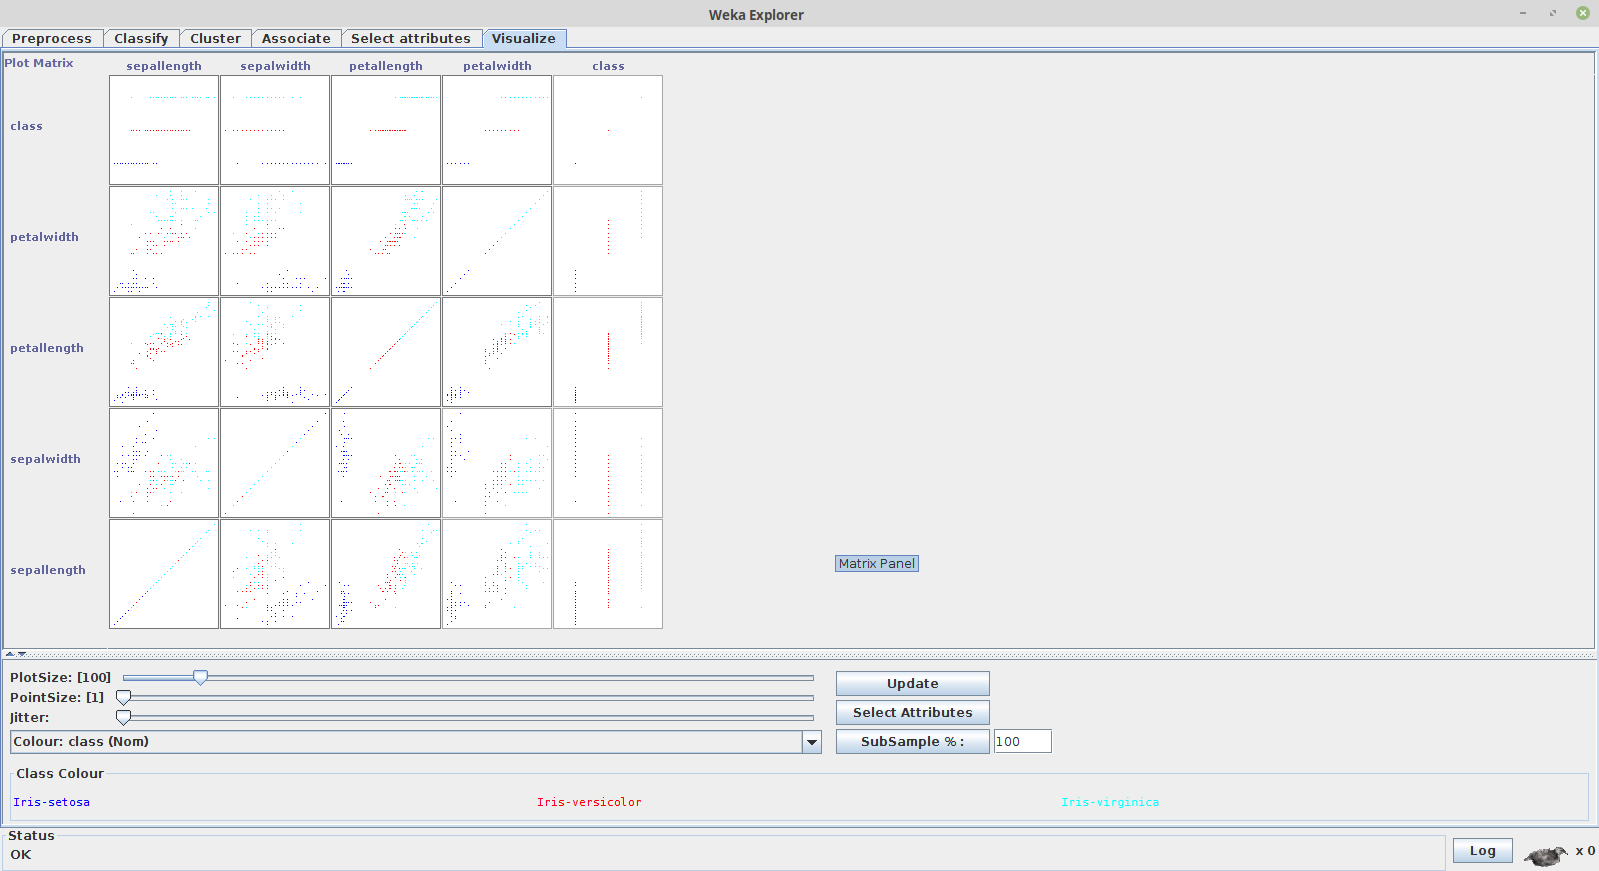 Weka Explorer
Preprocess Classify Cluster Associate Select attributes Visualize
Plot Matrix
sepallength sepalwidth petallength petalwidth class
class
petalwidth
petallength
sepalwidth
sepallength
Matrix Panel
PlotSize: [100]
PointSize: [1]
Jitter:
Colour: class (Nom)
Update
Select Attributes
SubSample % : 100
Class Colour
Iris-setosa Iris-versicolor Iris-virginica
Status
OK
Log x 0